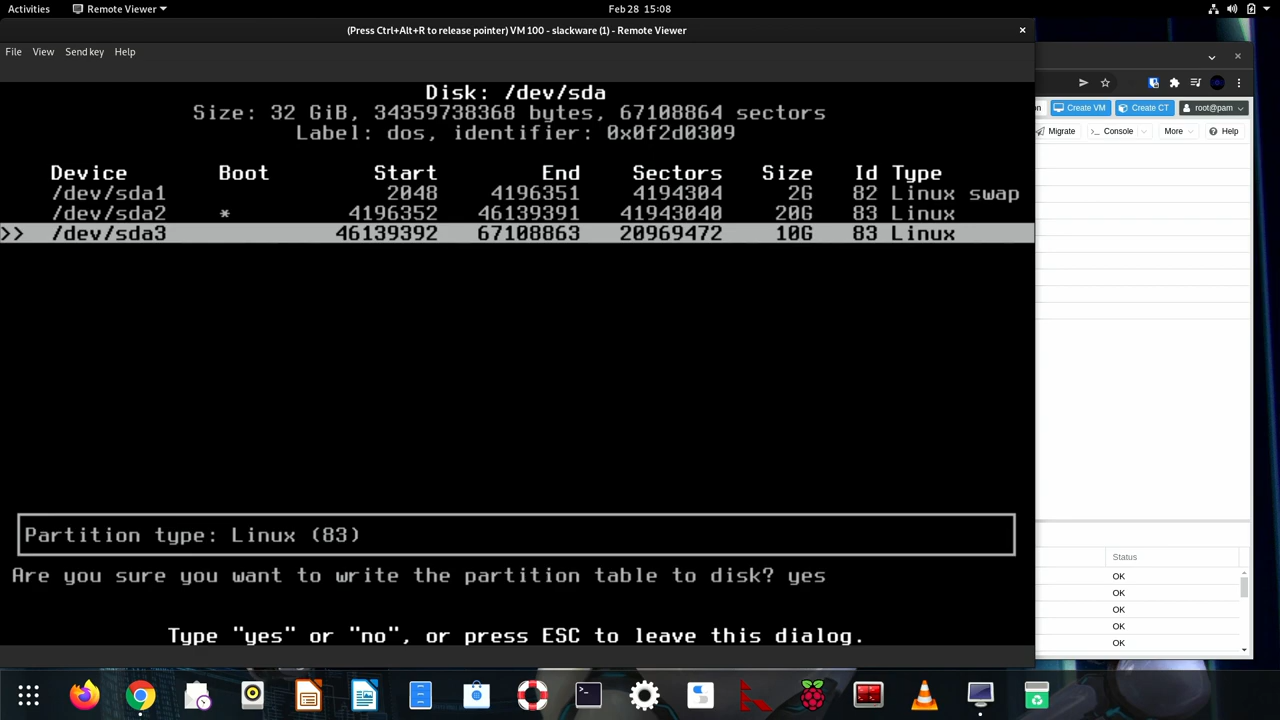 Activities Remote Viewer Feb 28 15:08
(Press Ctrl+Alt+R to release pointer) VM 100 - slackware (1) - Remote Viewer
File View Send key Help
Disk: /dev/sda
Size: 32 GiB, 34359738368 bytes, 67108864 sectors
Label: dos, identifier: 0x0f2d0309
Device Boot Start End Sectors Size Id Type
/dev/sda1 2048 4196351 4194304 2G 82 Linux swap
/dev/sda2 * 4196352 46139391 41943040 20G 83 Linux
>> /dev/sda3 46139392 67108863 20969472 10G 83 Linux
Partition type: Linux (83)
Are you sure you want to write the partition table to disk? yes
Type "yes" or "no", or press ESC to leave this dialog.
Create VM Create CT root@pam
Migrate >_ Console More Help
Status
OK
OK
OK
OK
OK